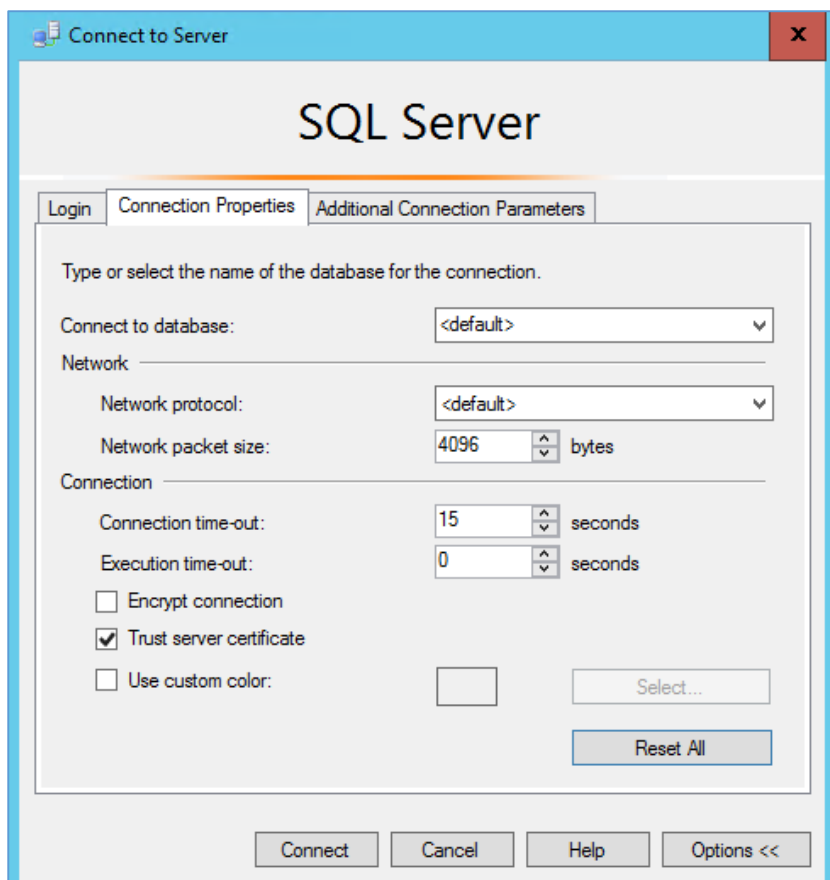 Connect to Server
x
SQL Server
Login Connection Properties Additional Connection Parameters
Type or select the name of the database for the connection.
Connect to database: <default>
Network
Network protocol: <default>
Network packet size: 4096 bytes
Connection
Connection time-out: 15 seconds
Execution time-out: 0 seconds
Encrypt connection
Trust server certificate
Use custom color: Select...
Reset All
Connect Cancel Help Options <<